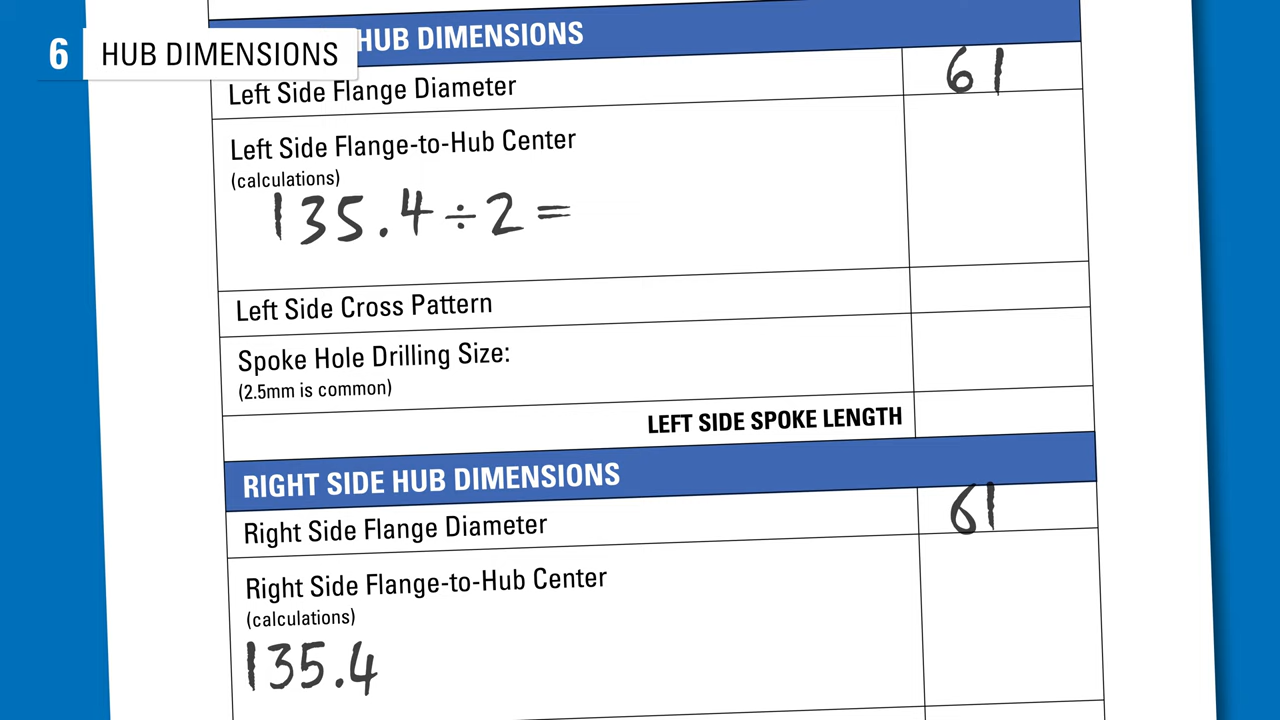 6 HUB DIMENSIONS
HUB DIMENSIONS
Left Side Flange Diameter 61
Left Side Flange-to-Hub Center
(calculations)
135.4÷2=
Left Side Cross Pattern
Spoke Hole Drilling Size:
(2.5mm is common)
LEFT SIDE SPOKE LENGTH
RIGHT SIDE HUB DIMENSIONS
Right Side Flange Diameter 61
Right Side Flange-to-Hub Center
(calculations)
135.4